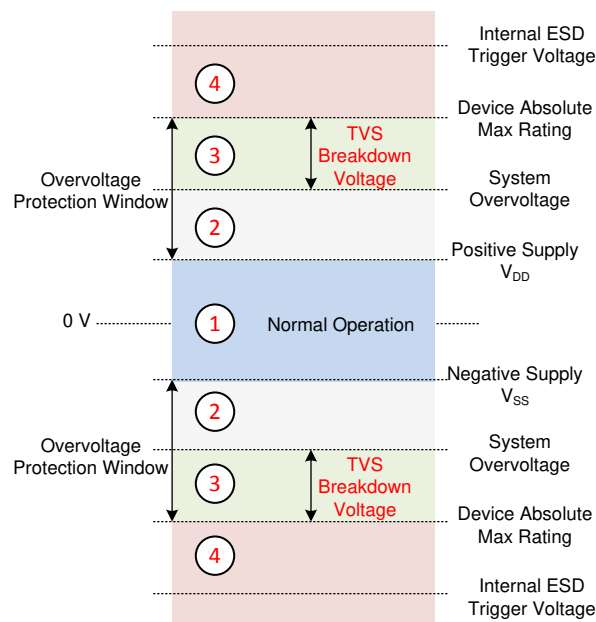 Internal ESD
Trigger Voltage
4
Device Absolute
Max Rating
TVS
Breakdown
Voltage
3
Overvoltage
Protection Window
System
Overvoltage
2
Positive Supply
VDD
0 V
1
Normal Operation
Negative Supply
VSS
2
Overvoltage
Protection Window
System
Overvoltage
TVS
Breakdown
Voltage
3
Device Absolute
Max Rating
4
Internal ESD
Trigger Voltage